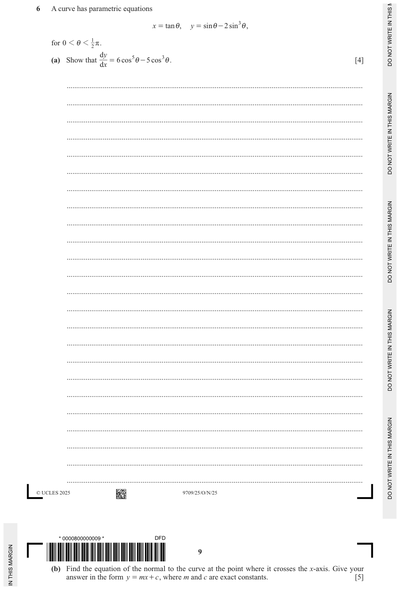 6 A curve has parametric equations
x = tan θ, y = sin θ − 2 sin³ θ,
for 0 < θ < ½π.
(a) Show that dy/dx = 6 cos⁵ θ − 5 cos³ θ. [4]
© UCLES 2025 9709/25/O/N/25
DO NOT WRITE IN THIS M
DO NOT WRITE IN THIS MARGIN
DO NOT WRITE IN THIS MARGIN
DO NOT WRITE IN THIS MARGIN
DO NOT WRITE IN THIS MARGIN
IN THIS MARGIN
* 0000800000009 * DFD
9
(b) Find the equation of the normal to the curve at the point where it crosses the x-axis. Give your
answer in the form y = mx + c, where m and c are exact constants. [5]